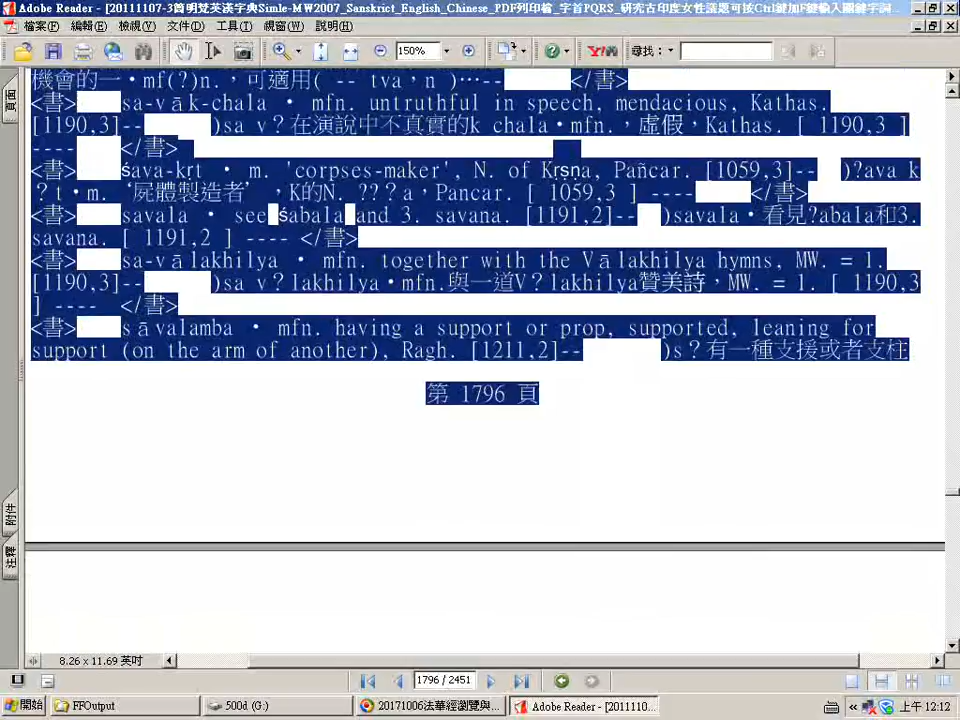 Adobe Reader - [20111107-3簡明梵英漢字典Simle-MW2007_Sanskrict_English_Chinese_PDF列印檔_字首PQRS_研究古印度女性議題可按Ctrl鍵加F鍵輸入關鍵字詞...
檔案(F) 編輯(E) 檢視(V) 文件(D) 工具(T) 視窗(W) 說明(H)
150% 尋找：
頁面
機會的一‧mf(?)n.，可適用( -- tva，n )…-- </書>
<書> sa-vāk-chala ‧ mfn. untruthful in speech, mendacious, Kathas.
[1190,3]-- )sa v？在演說中不真實的k chala‧mfn.，虛假，Kathas. [ 1190,3 ]
---- </書>
<書> śava-kṛt ‧ m. 'corpses-maker', N. of Kṛṣṇa, Pañcar. [1059,3]-- )?ava k
？t‧m.‘屍體製造者’，K的N. ???a，Pancar. [ 1059,3 ] ---- </書>
<書> savala ‧ see śabala and 3. savana. [1191,2]-- )savala‧看見?abala和3.
savana. [ 1191,2 ] ---- </書>
<書> sa-vālakhilya ‧ mfn. together with the Vālakhilya hymns, MW. = 1.
[1190,3]-- )sa v？lakhilya‧mfn.與一道V？lakhilya贊美詩，MW. = 1. [ 1190,3
] ---- </書>
<書> sāvalamba ‧ mfn. having a support or prop, supported, leaning for
support (on the arm of another), Ragh. [1211,2]-- )s？有一種支援或者支柱
第 1796 頁
附件
注釋
8.26 x 11.69 英吋
1796 / 2451
開始 FFOutput 500d (G:) 20171006法華經瀏覽與... Adobe Reader - [2011110... 上午 12:12